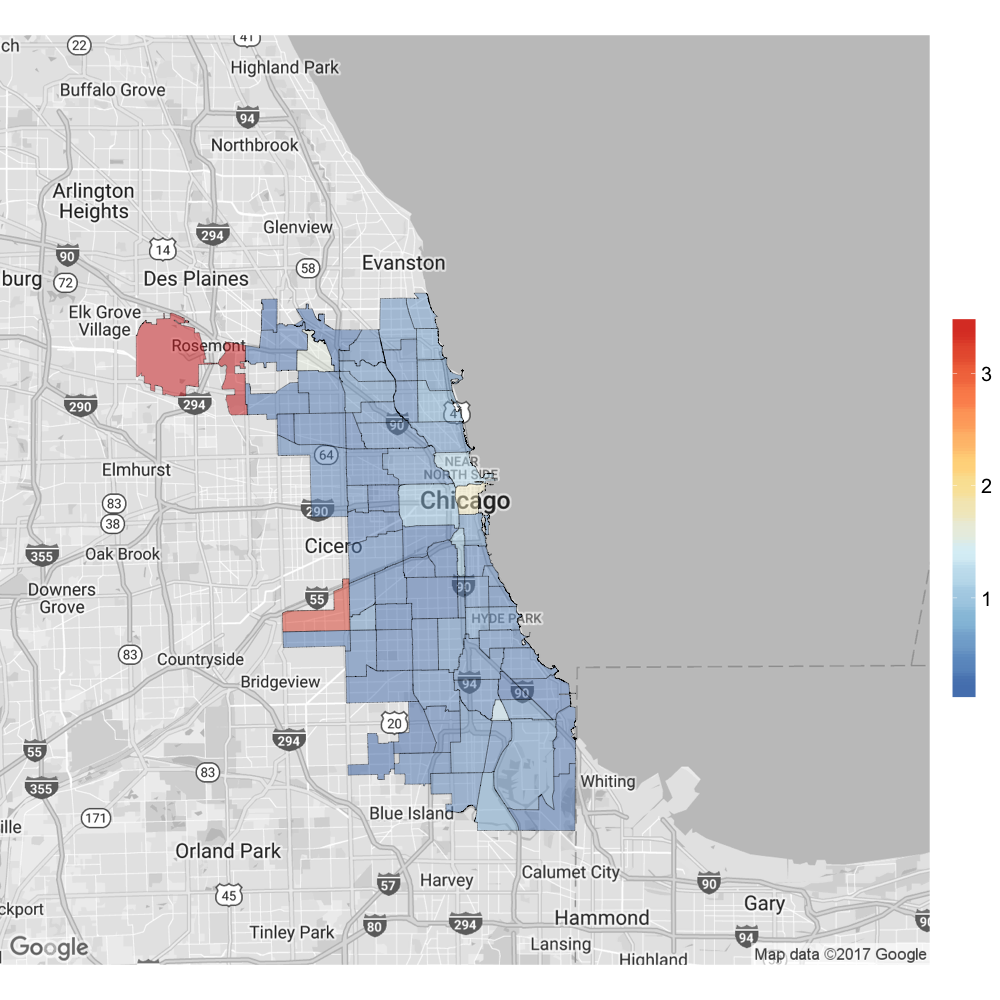 41
ch
22
Highland Park
Buffalo Grove
94
Northbrook
Arlington
Heights
Glenview
294
14
90
Evanston
58
burg
72
Des Plaines
Elk Grove
Village
Rosemont
3
290
294
41
90
64
NEAR
NORTH SIDE
Elmhurst
2
83
Chicago
290
38
Cicero
355
Oak Brook
Downers
Grove
55
90
1
HYDE PARK
83
Countryside
Bridgeview
94
90
20
294
55
83
Whiting
355
Blue Island
171
ille
Orland Park
Calumet City
57
Harvey
90
45
Gary
ckport
Hammond
80
294
Tinley Park
94
Lansing
Google
Map data ©2017 Google
Highland